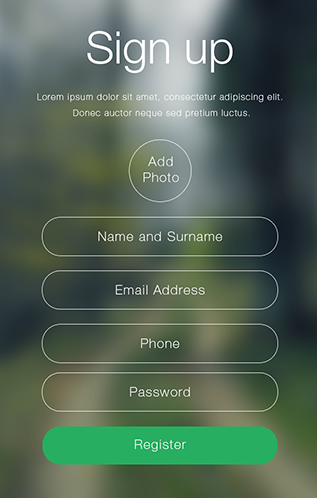 Sign up
Lorem ipsum dolor sit amet, consectetur adipiscing elit.
Donec auctor neque sed pretium luctus.
Add
Photo
Name and Surname
Email Address
Phone
Password
Register